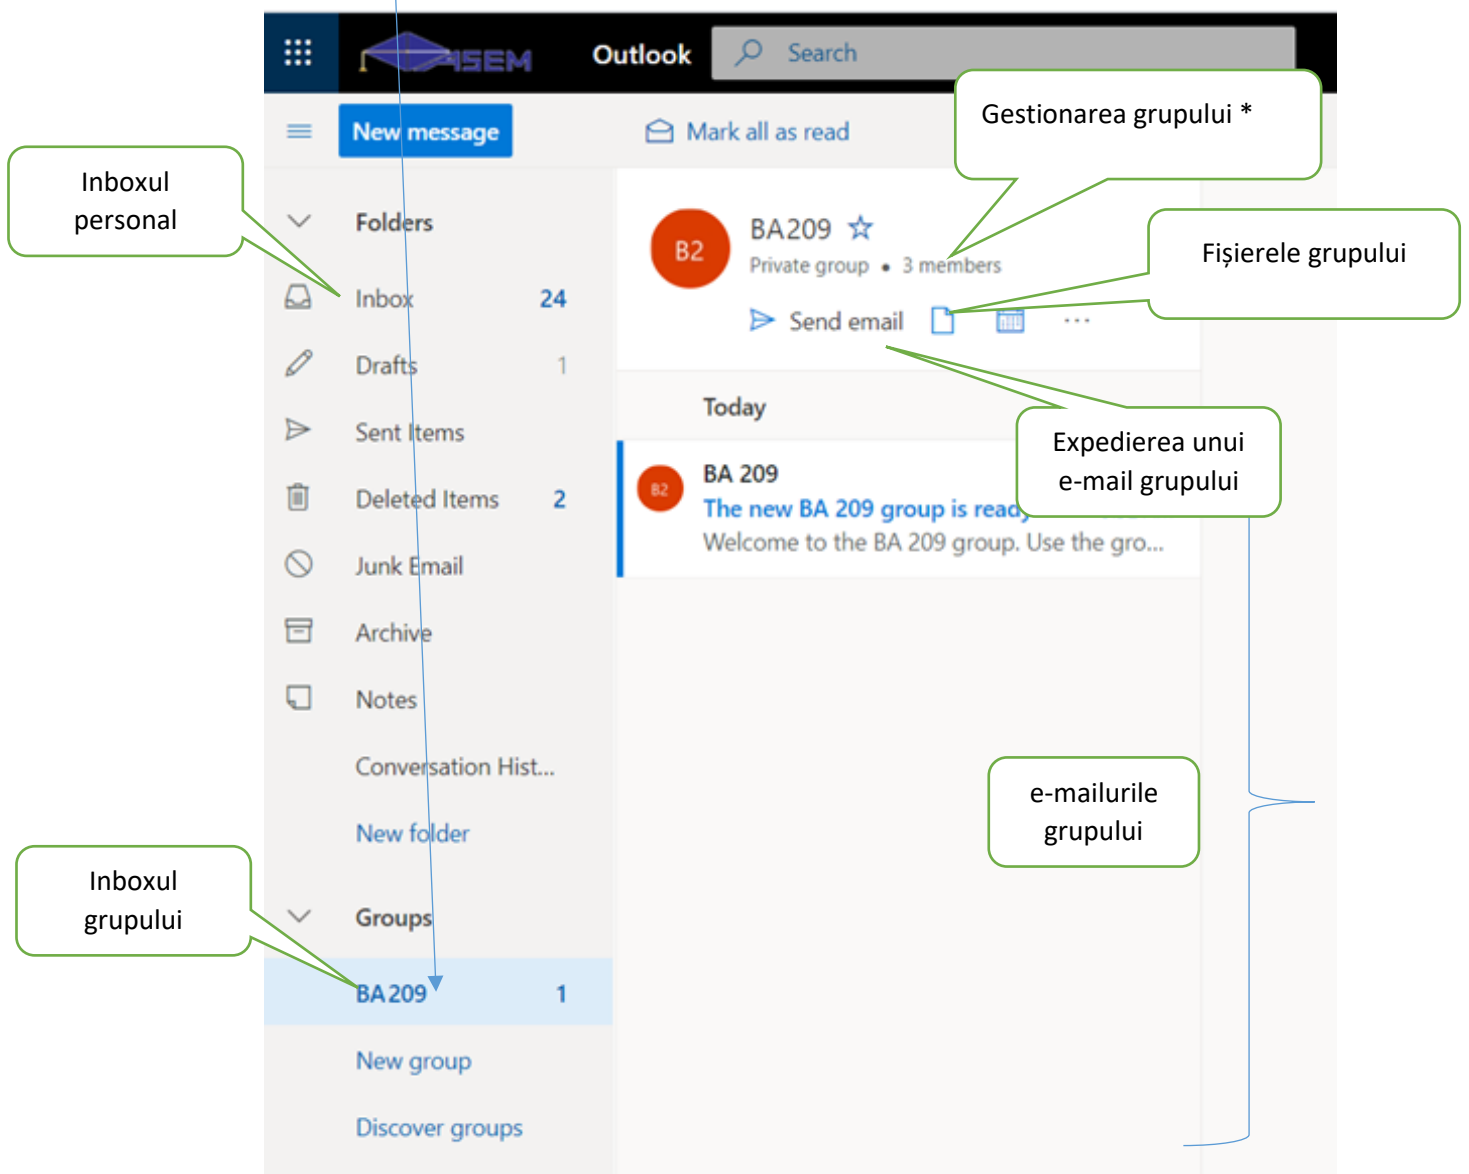 ASEM
Outlook
Search
New message
Mark all as read
Gestionarea grupului *
Inboxul
personal
Folders
Inbox 24
Drafts 1
Sent Items
Deleted Items 2
Junk Email
Archive
Notes
Conversation Hist...
New folder
Inboxul
grupului
Groups
BA209 1
New group
Discover groups
B2
BA209
Private group • 3 members
Fișierele grupului
Send email
...
Today
Expedierea unui
e-mail grupului
B2
BA 209
The new BA 209 group is ready
Welcome to the BA 209 group. Use the gro...
e-mailurile
grupului